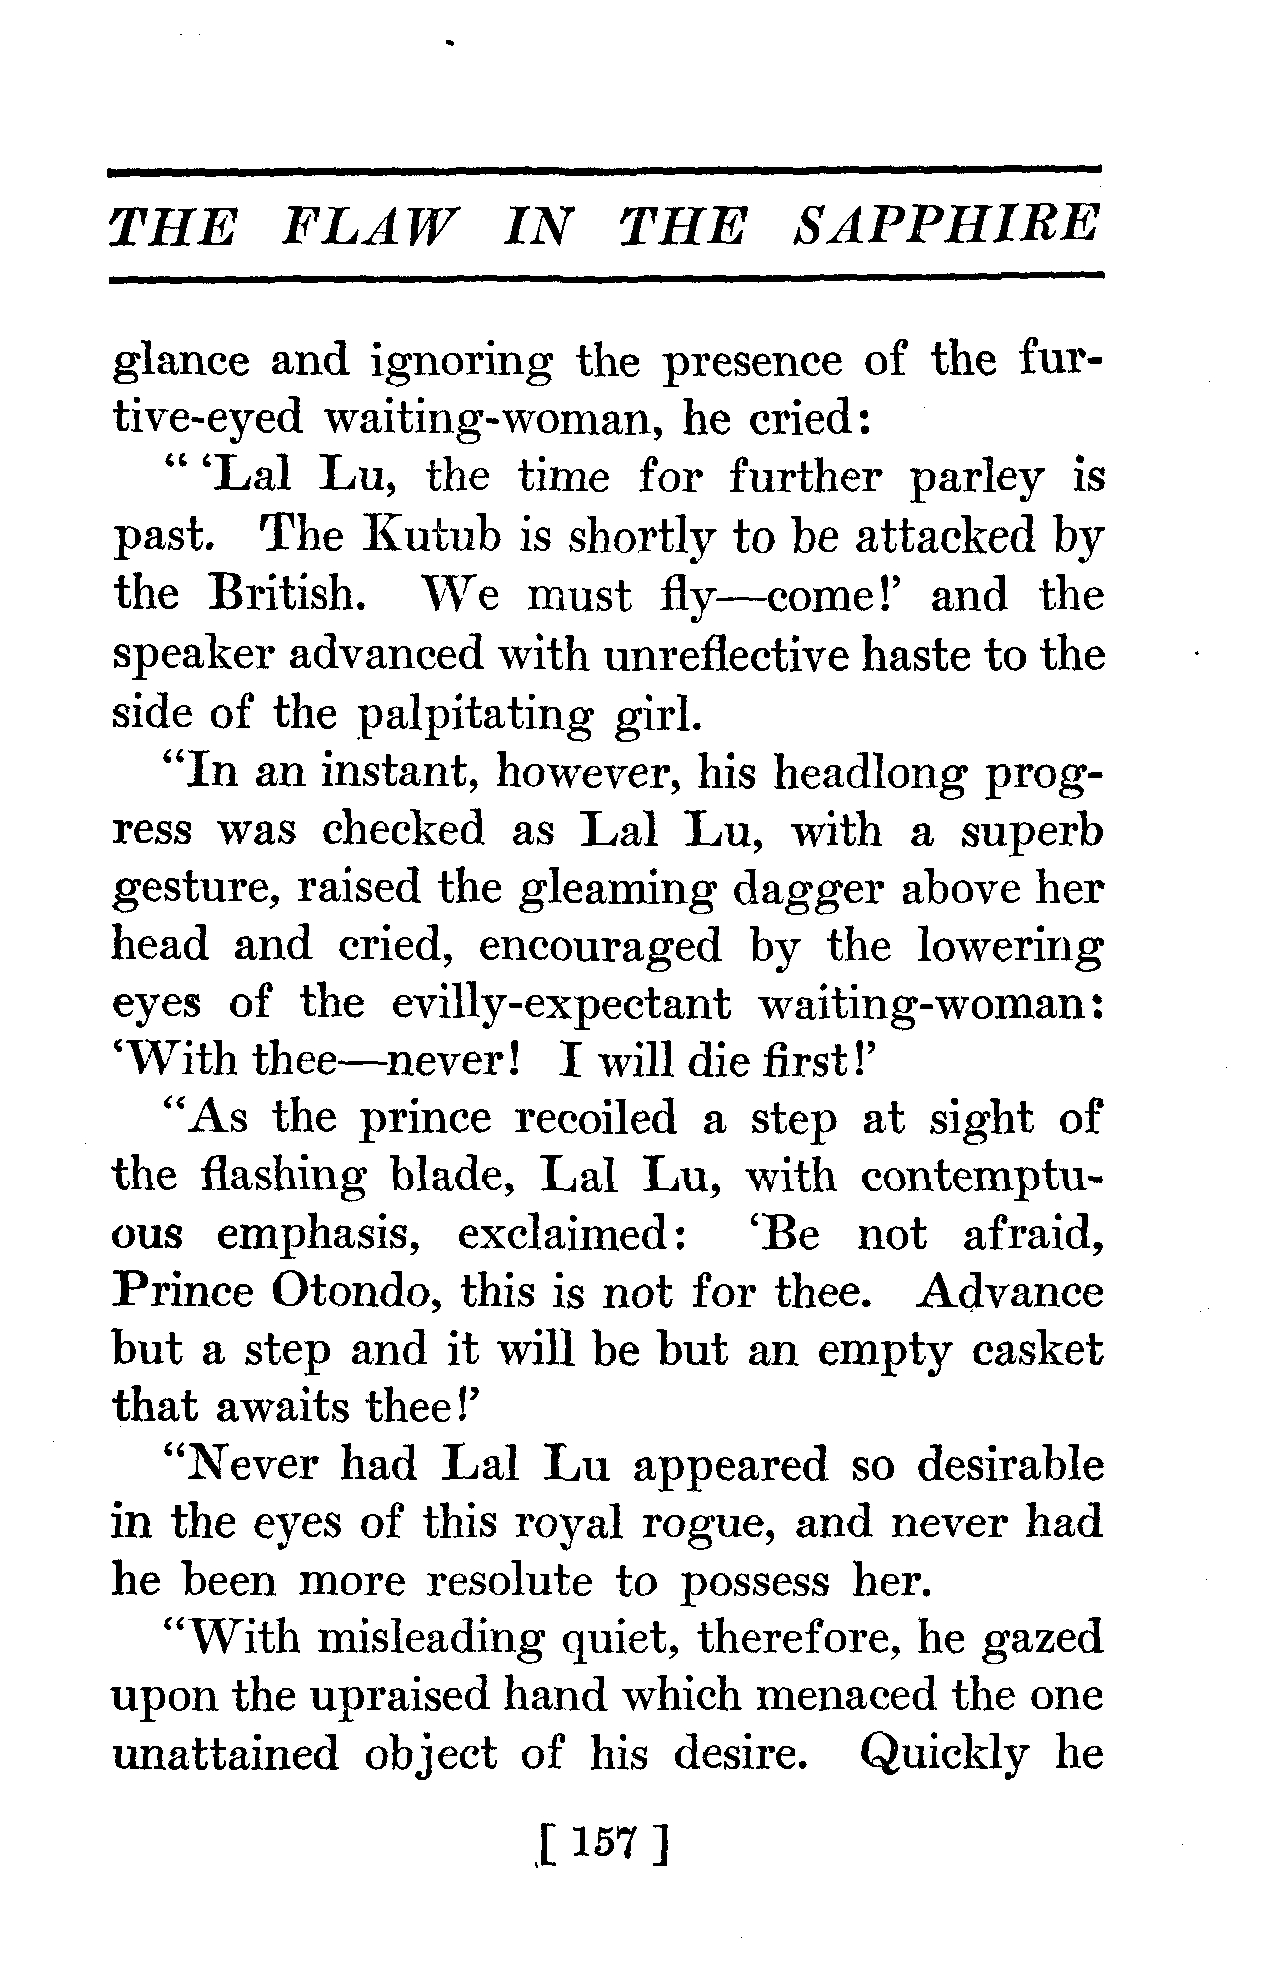 THE FLAW IN THE SAPPHIRE
glance and ignoring the presence of the fur-
tive-eyed waiting-woman, he cried:
“ ‘Lal Lu, the time for further parley is
past. The Kutub is shortly to be attacked by
the British. We must fly—come!’ and the
speaker advanced with unreflective haste to the
side of the palpitating girl.
“In an instant, however, his headlong prog-
ress was checked as Lal Lu, with a superb
gesture, raised the gleaming dagger above her
head and cried, encouraged by the lowering
eyes of the evilly-expectant waiting-woman:
‘With thee—never! I will die first!’
“As the prince recoiled a step at sight of
the flashing blade, Lal Lu, with contemptu-
ous emphasis, exclaimed: ‘Be not afraid,
Prince Otondo, this is not for thee. Advance
but a step and it will be but an empty casket
that awaits thee!’
“Never had Lal Lu appeared so desirable
in the eyes of this royal rogue, and never had
he been more resolute to possess her.
“With misleading quiet, therefore, he gazed
upon the upraised hand which menaced the one
unattained object of his desire. Quickly he
[ 157 ]